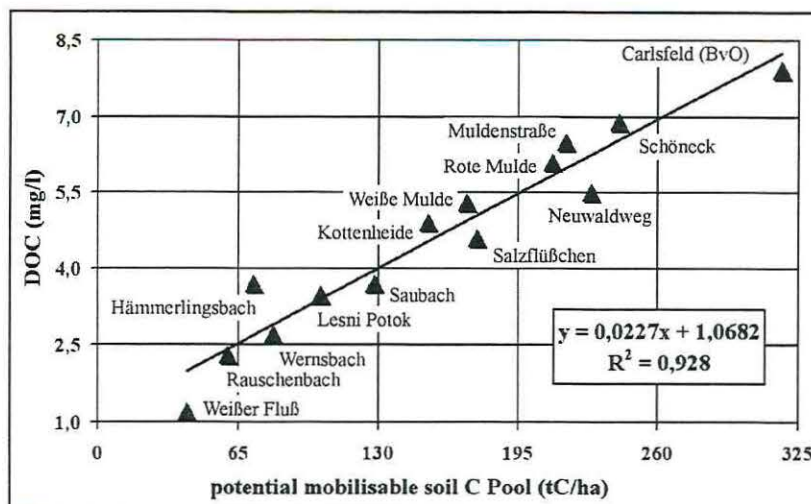 8,5
7,0
5,5
4,0
2,5
1,0
DOC (mg/l)
Carlsfeld (BvO)
Muldenstraße
Schöneck
Rote Mulde
Weiße Mulde
Neuwaldweg
Kottenheide
Salzflüßchen
Hämmerlingsbach
Saubach
Lesni Potok
Wernsbach
Rauschenbach
Weißer Fluß
y = 0,0227x + 1,0682
R² = 0,928
0 65 130 195 260 325
potential mobilisable soil C Pool (tC/ha)